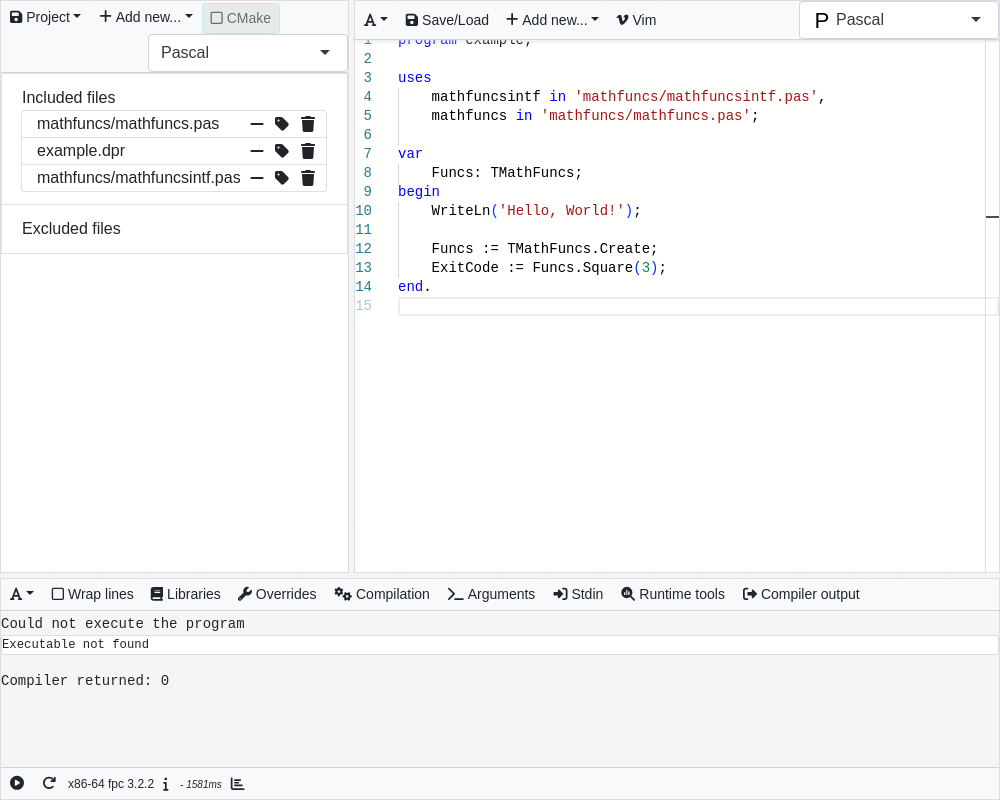 Project
Add new...
CMake
Pascal
Included files
mathfuncs/mathfuncs.pas
example.dpr
mathfuncs/mathfuncsintf.pas
Excluded files
A
Save/Load
Add new...
Vim
P Pascal
1 program example;
2
3 uses
4 mathfuncsintf in 'mathfuncs/mathfuncsintf.pas',
5 mathfuncs in 'mathfuncs/mathfuncs.pas';
6
7 var
8 Funcs: TMathFuncs;
9 begin
10 WriteLn('Hello, World!');
11
12 Funcs := TMathFuncs.Create;
13 ExitCode := Funcs.Square(3);
14 end.
15
A
Wrap lines
Libraries
Overrides
Compilation
Arguments
Stdin
Runtime tools
Compiler output
Could not execute the program
Executable not found
Compiler returned: 0
x86-64 fpc 3.2.2 i - 1581ms